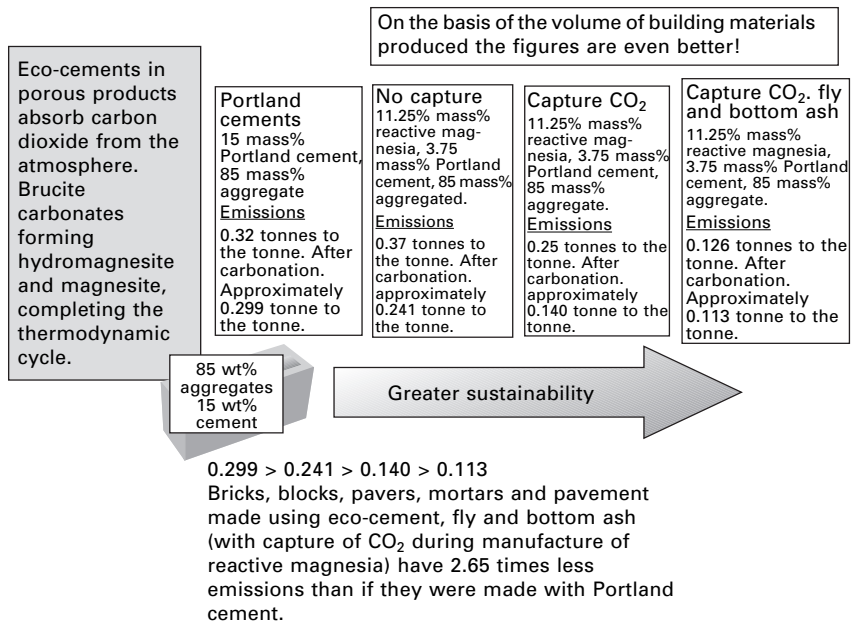 On the basis of the volume of building materials
produced the figures are even better!
Eco-cements in
porous products
absorb carbon
dioxide from the
atmosphere.
Brucite
carbonates
forming
hydromagnesite
and magnesite,
completing the
thermodynamic
cycle.
Portland
cements
15 mass%
Portland cement,
85 mass%
aggregate
Emissions
0.32 tonnes to
the tonne. After
carbonation.
Approximately
0.299 tonne to
the tonne.
No capture
11.25% mass%
reactive mag-
nesia, 3.75
mass% Portland
cement, 85 mass%
aggregated.
Emissions
0.37 tonnes to
the tonne. After
carbonation.
approximately
0.241 tonne to
the tonne.
Capture CO₂
11.25% mass%
reactive mag-
nesia, 3.75 mass%
Portland cement,
85 mass%
aggregate.
Emissions
0.25 tonnes to the
tonne. After
carbonation.
approximately
0.140 tonne to the
tonne.
Capture CO₂. fly
and bottom ash
11.25% mass%
reactive magnesia,
3.75 mass% Portland
cement, 85 mass%
aggregate.
Emissions
0.126 tonnes to the
tonne. After
carbonation.
Approximately
0.113 tonne to the
tonne.
85 wt%
aggregates
15 wt%
cement
Greater sustainability
0.299 > 0.241 > 0.140 > 0.113
Bricks, blocks, pavers, mortars and pavement
made using eco-cement, fly and bottom ash
(with capture of CO₂ during manufacture of
reactive magnesia) have 2.65 times less
emissions than if they were made with Portland
cement.